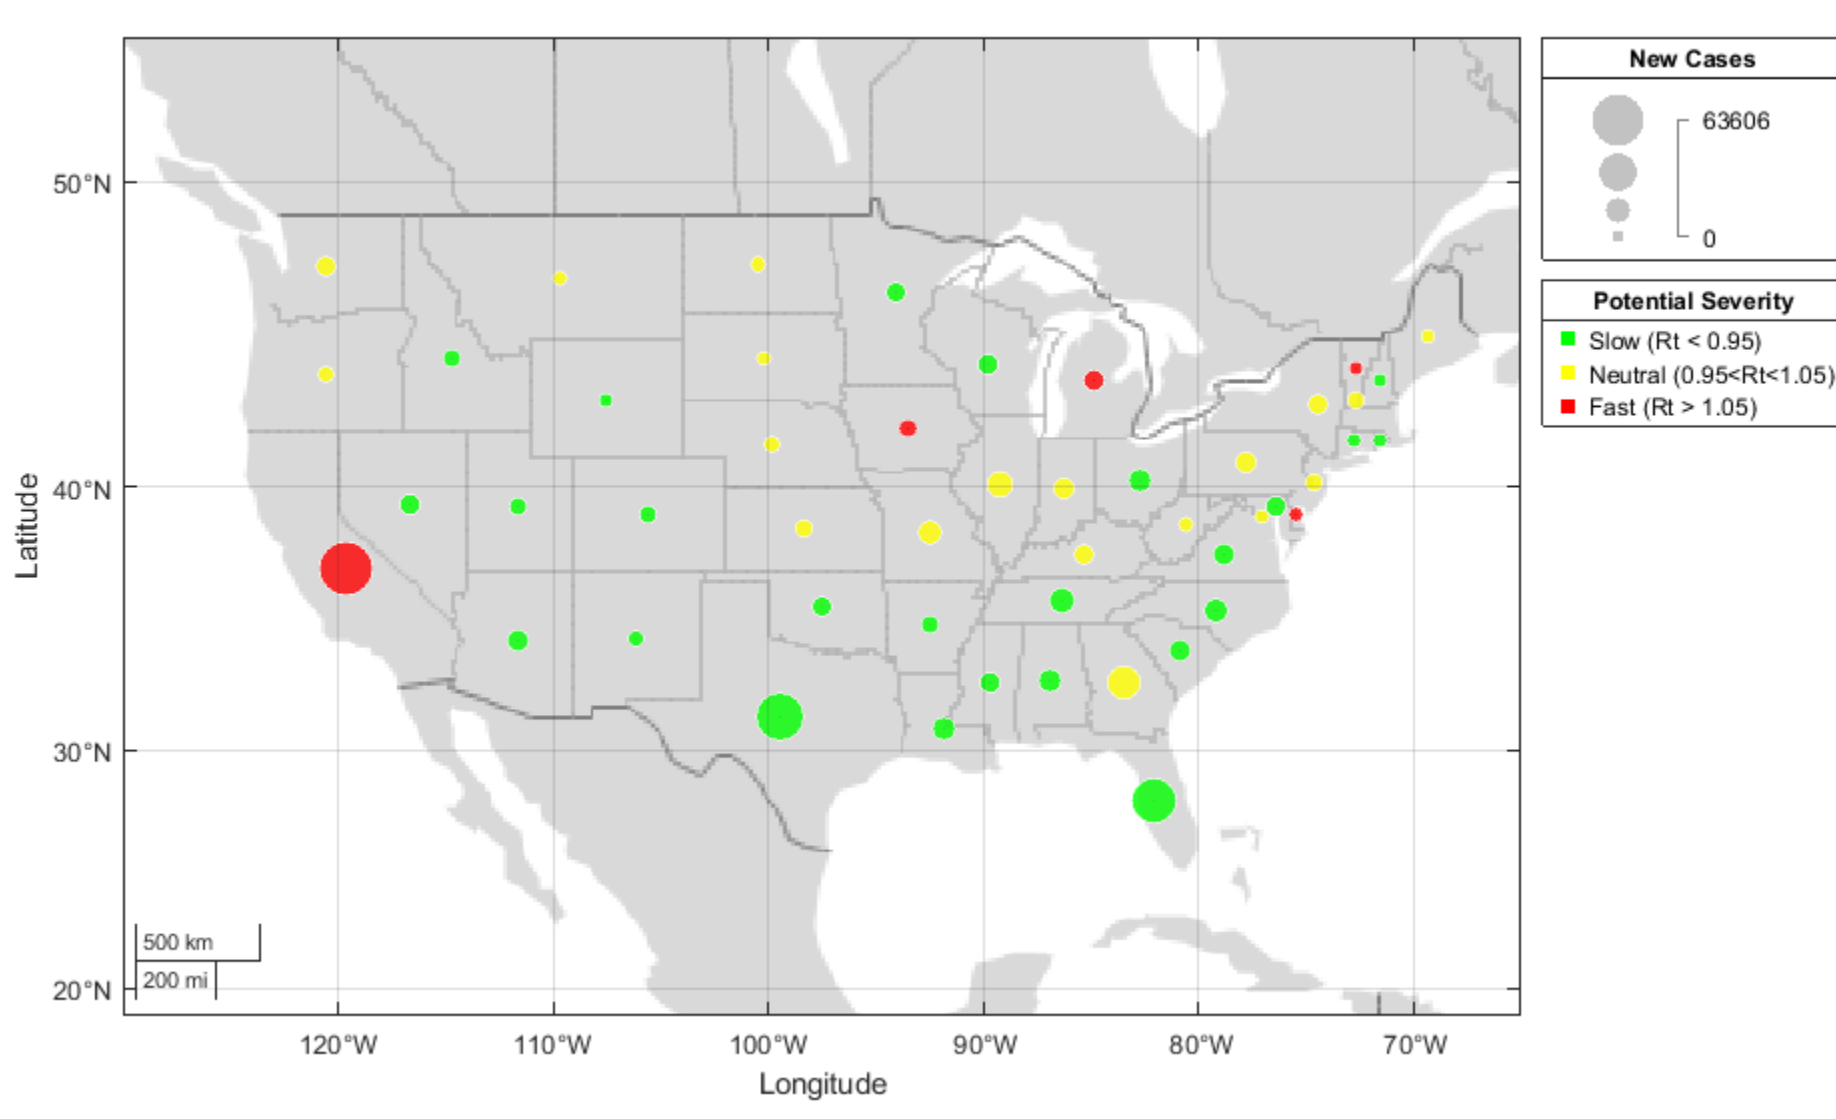 50°N
40°N
30°N
20°N
Latitude
500 km
200 mi
120°W
110°W
100°W
90°W
80°W
70°W
Longitude
New Cases
63606
0
Potential Severity
Slow (Rt < 0.95)
Neutral (0.95<Rt<1.05)
Fast (Rt > 1.05)